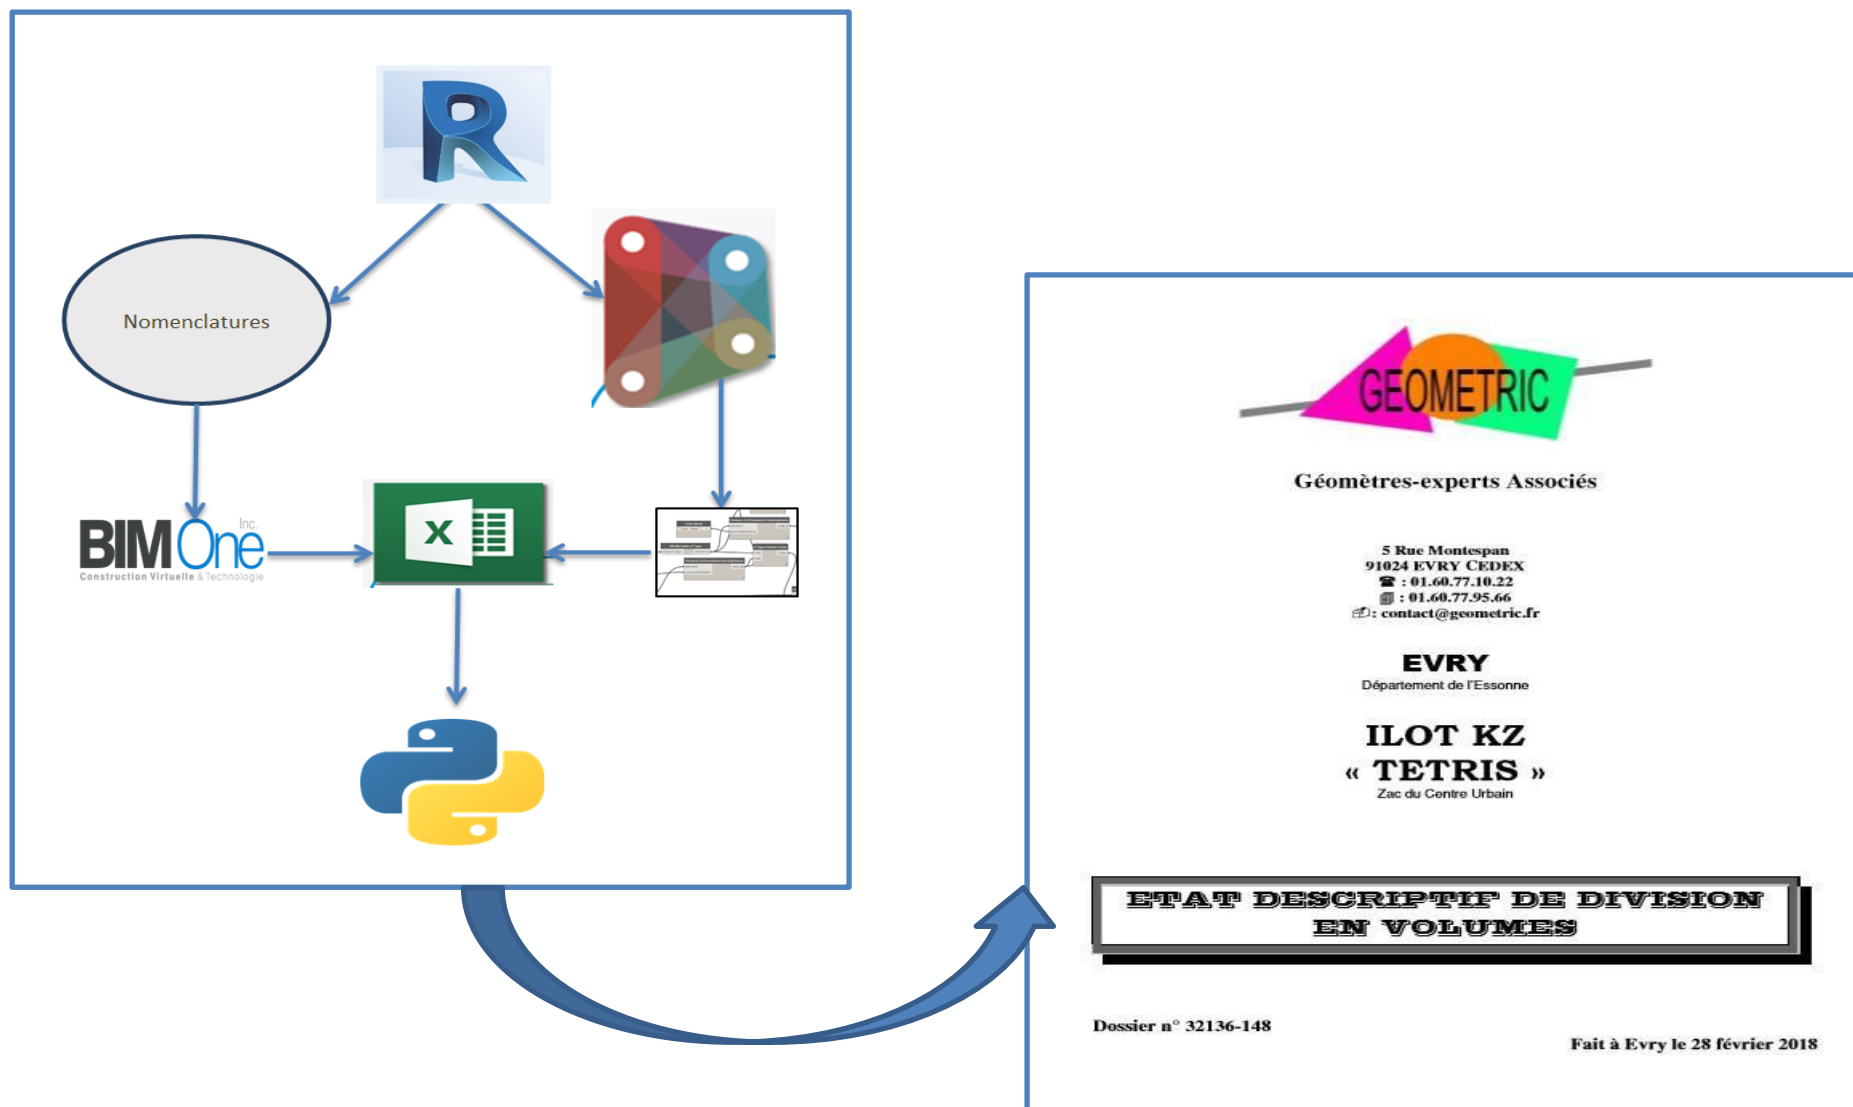 R
Nomenclatures
BIMOne Inc.
Construction Virtuelle & Technologie
X
GEOMETRIC
Géomètres-experts Associés
5 Rue Montespan
91024 EVRY CEDEX
☎ : 01.60.77.10.22
: 01.60.77.95.66
: contact@geometric.fr
EVRY
Département de l'Essonne
ILOT KZ
« TETRIS »
Zac du Centre Urbain
ETAT DESCRIPTIF DE DIVISION
EN VOLUMES
Dossier n° 32136-148
Fait à Evry le 28 février 2018